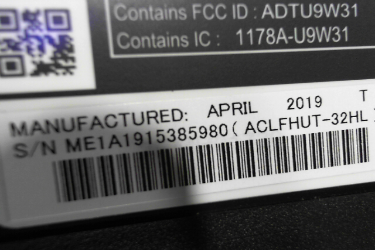 Contains FCC ID : ADTU9W31
Contains IC : 1178A-U9W31
MANUFACTURED: APRIL 2019 T
S/N ME1A1915385980( ACLFHUT-32HL )